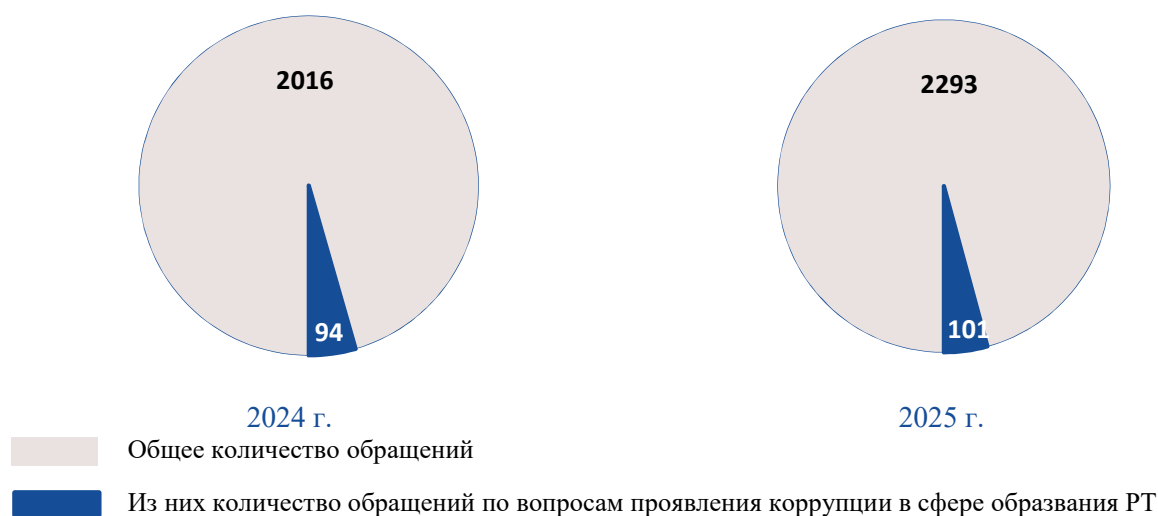 2016
2293
94
101
2024 г.
2025 г.
Общее количество обращений
Из них количество обращений по вопросам проявления коррупции в сфере образвания РТ